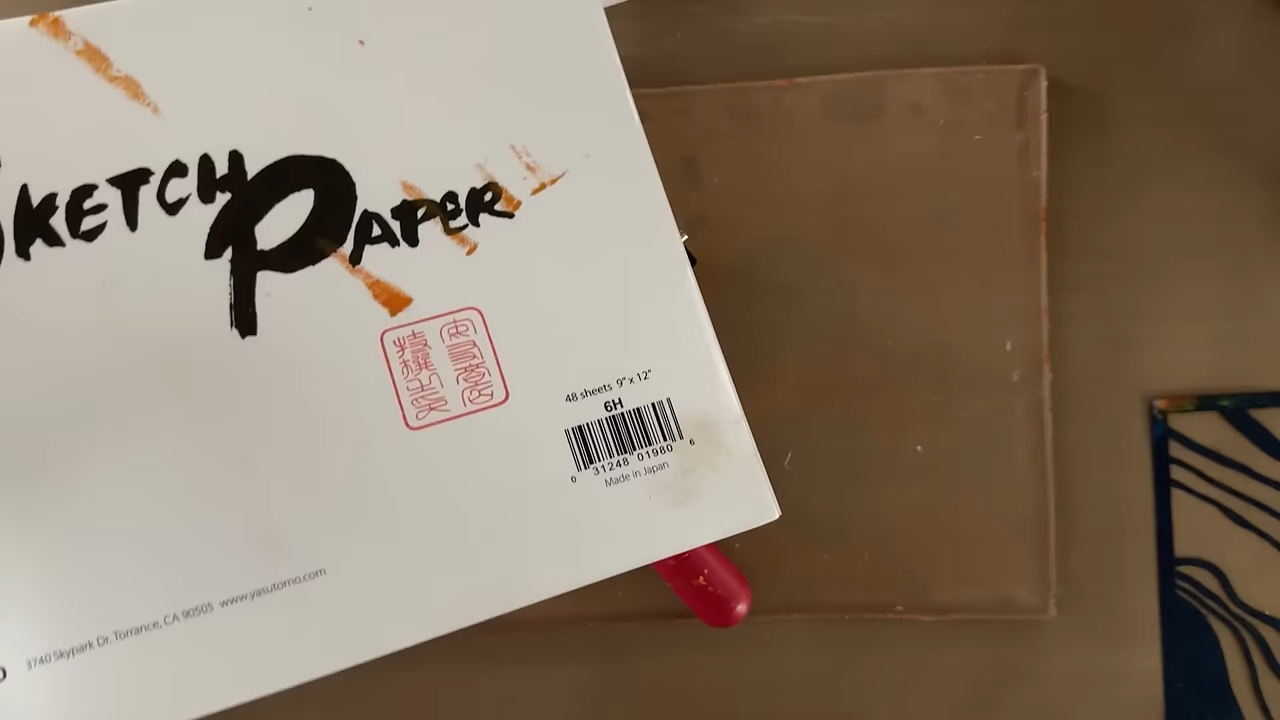 SKETCH PAPER
48 sheets 9"x 12"
6H
0 31248 01980 6
Made in Japan
3740 Skypark Dr. Torrance, CA 90505 www.yasutomo.com